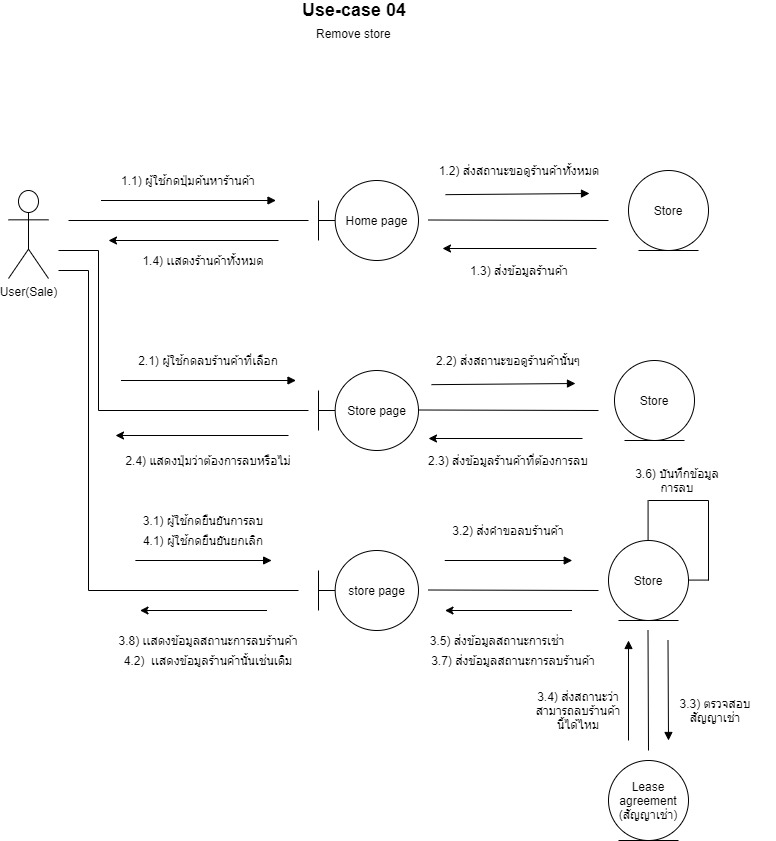 Use-case 04
Remove store
1.1) ผู้ใช้กดปุ่มค้นหาร้านค้า
1.2) ส่งสถานะขอดูร้านค้าทั้งหมด
Home page
Store
1.4) แสดงร้านค้าทั้งหมด
1.3) ส่งข้อมูลร้านค้า
User(Sale)
2.1) ผู้ใช้กดลบร้านค้าที่เลือก
2.2) ส่งสถานะขอดูร้านค้านั้นๆ
Store page
Store
2.4) แสดงปุ่มว่าต้องการลบหรือไม่
2.3) ส่งข้อมูลร้านค้าที่ต้องการลบ
3.6) บันทึกข้อมูล
การลบ
3.1) ผู้ใช้กดยืนยันการลบ
4.1) ผู้ใช้กดยืนยันยกเลิก
3.2) ส่งคำขอลบร้านค้า
store page
Store
3.8) แสดงข้อมูลสถานะการลบร้านค้า
4.2) แสดงข้อมูลร้านค้านั้นเช่นเดิม
3.5) ส่งข้อมูลสถานะการเช่า
3.7) ส่งข้อมูลสถานะการลบร้านค้า
3.4) ส่งสถานะว่า
สามารถลบร้านค้า
นี้ได้ไหม
3.3) ตรวจสอบ
สัญญาเช่า
Lease
agreement
(สัญญาเช่า)